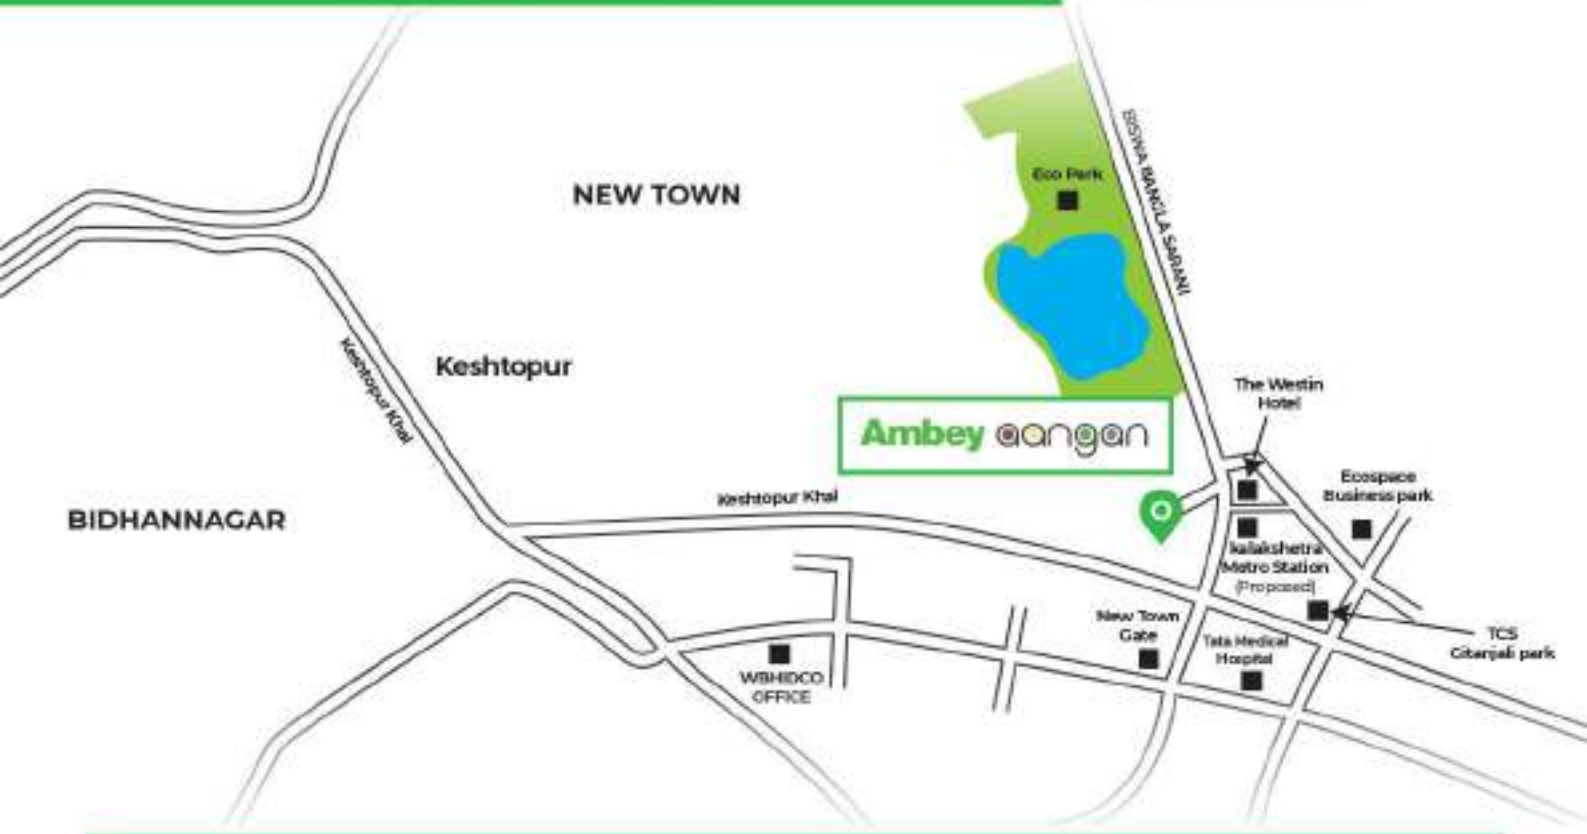 NEW TOWN
Eco Park
BISWA BANGLA SARANI
Keshtopur
Keshtopur Khal
The Westin
Hotel
Ambey aangan
Ecospace
Business park
Keshtopur Khal
BIDHANNAGAR
kalakshetra
Metro Station
(Proposed)
New Town
Gate
Tata Medical
Hospital
TCS
Gitanjali park
WBHIDCO
OFFICE